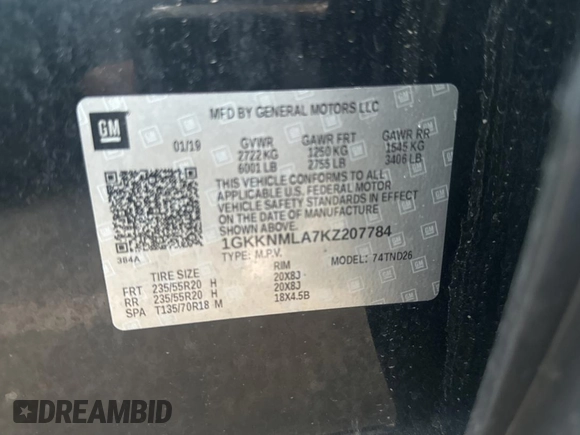 GM
MFD BY GENERAL MOTORS LLC
01/19 GVWR GAWR FRT GAWR RR
2722 KG 1250 KG 1545 KG
6001 LB 2755 LB 3406 LB
THIS VEHICLE CONFORMS TO ALL
APPLICABLE U.S. FEDERAL MOTOR
VEHICLE SAFETY STANDARDS IN
EFFECT ON THE DATE OF MANUFACTURE
SHOWN ABOVE.
1GKKNMLA7KZ207784
384A TYPE: M.P.V. MODEL: 74TND26
TIRE SIZE RIM
FRT 235/55R20 H 20X8J
RR 235/55R20 H 20X8J
SPA T135/70R18 M 18X4.5B
DREAMBID